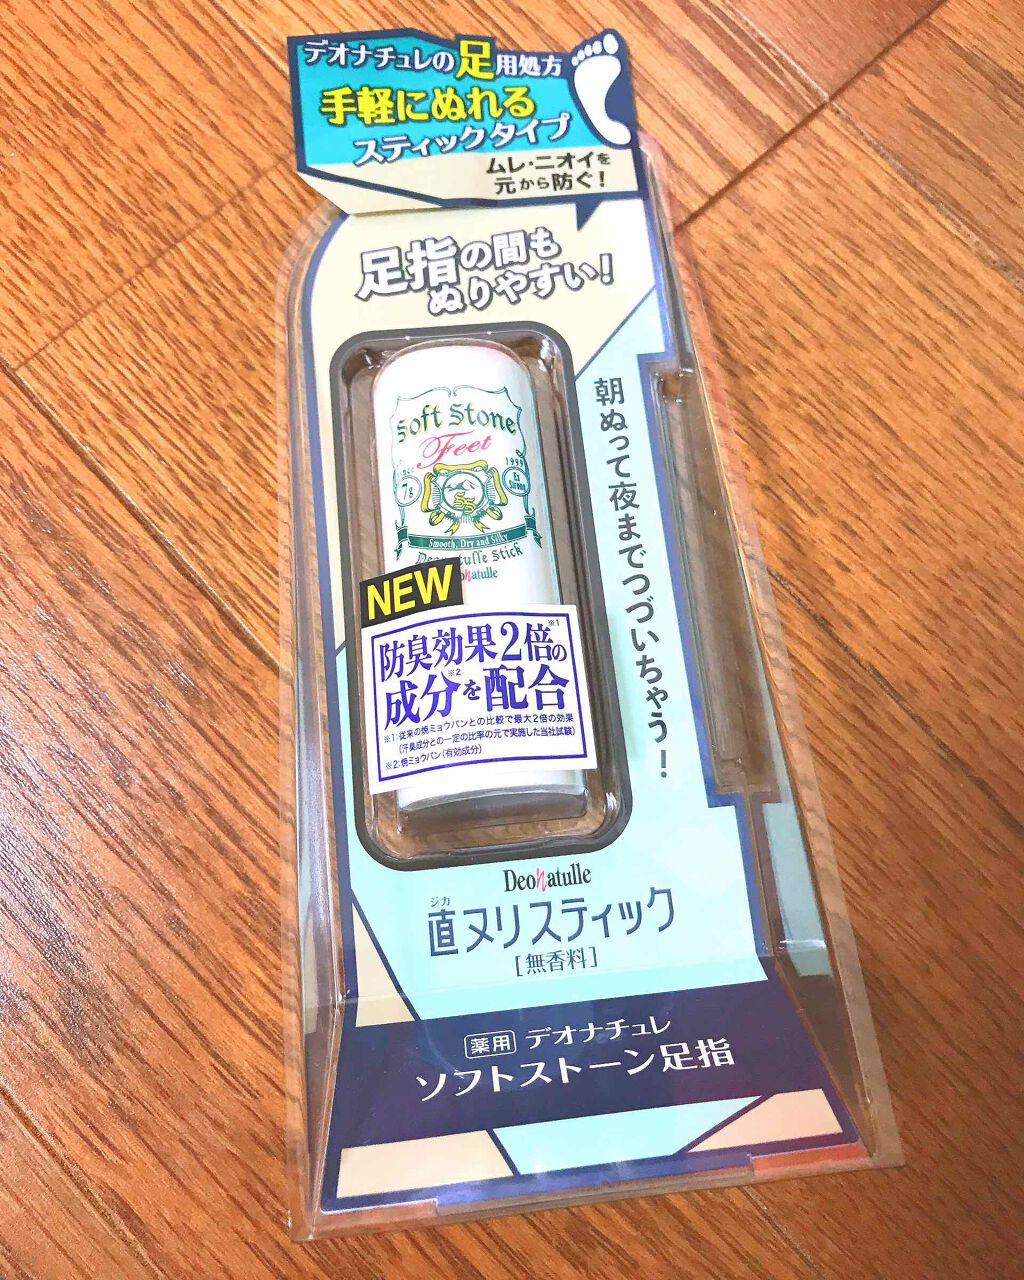 デオナチュレの足用処方
手軽にぬれる
スティックタイプ
ムレ・ニオイを
元から防ぐ!
足指の間も
ぬりやすい!
朝ぬって夜までつづいちゃう!
Soft Stone
Feet
since 1999
7g
Ex Strong
SS
Smooth, Dry and Silky
Stick
natulle
NEW
防臭効果2倍の※1
成分※2を配合
※1:従来の焼ミョウバンとの比較で最大2倍の効果
(汗臭成分との一定の比率の元で実施した当社試験)
※2:焼ミョウバン(有効成分)
Deonatulle
ジカ
直ヌリスティック
[無香料]
薬用 デオナチュレ
ソフトストーン足指